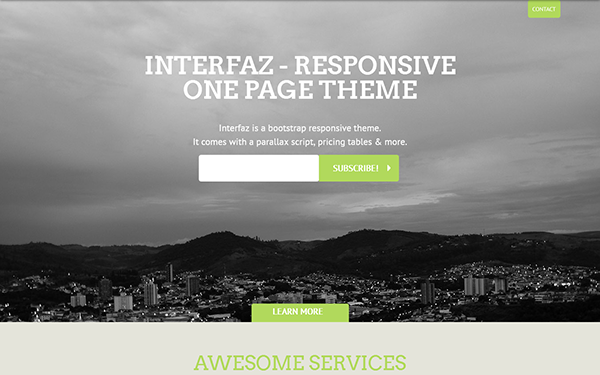 CONTACT
INTERFAZ - RESPONSIVE
ONE PAGE THEME
Interfaz is a bootstrap responsive theme.
It comes with a parallax script, pricing tables & more.
SUBSCRIBE!
LEARN MORE
AWESOME SERVICES